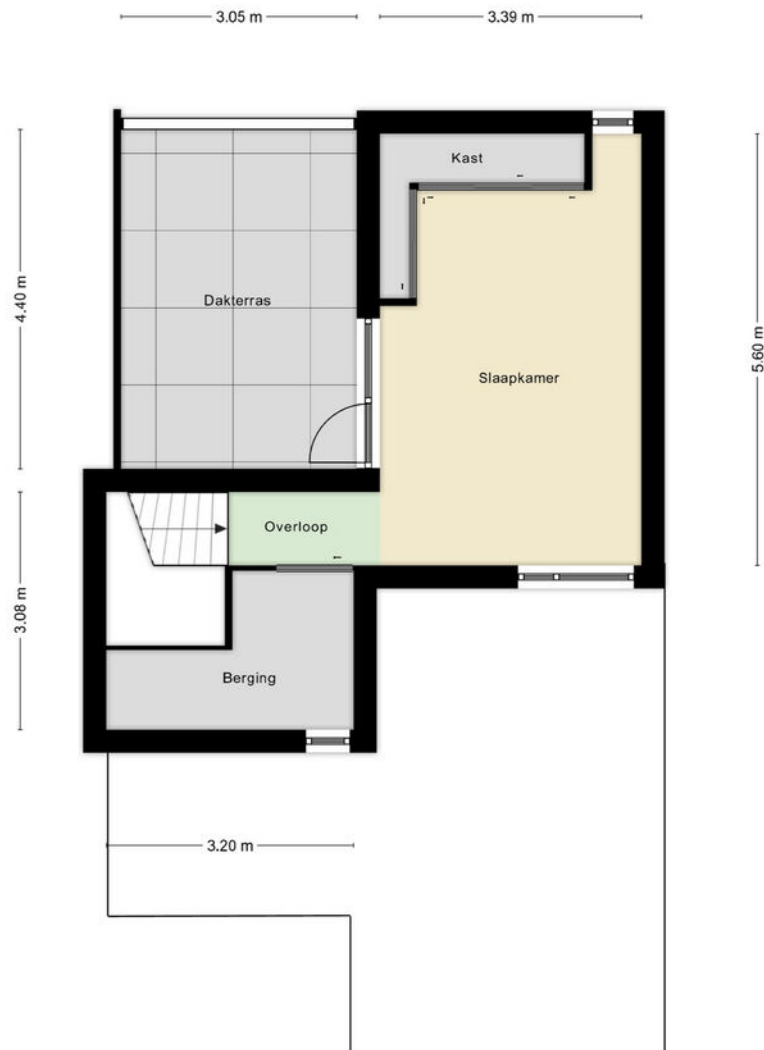 3.05 m
3.39 m
Kast
4.40 m
Dakterras
5.60 m
Slaapkamer
Overloop
3.08 m
Berging
3.20 m